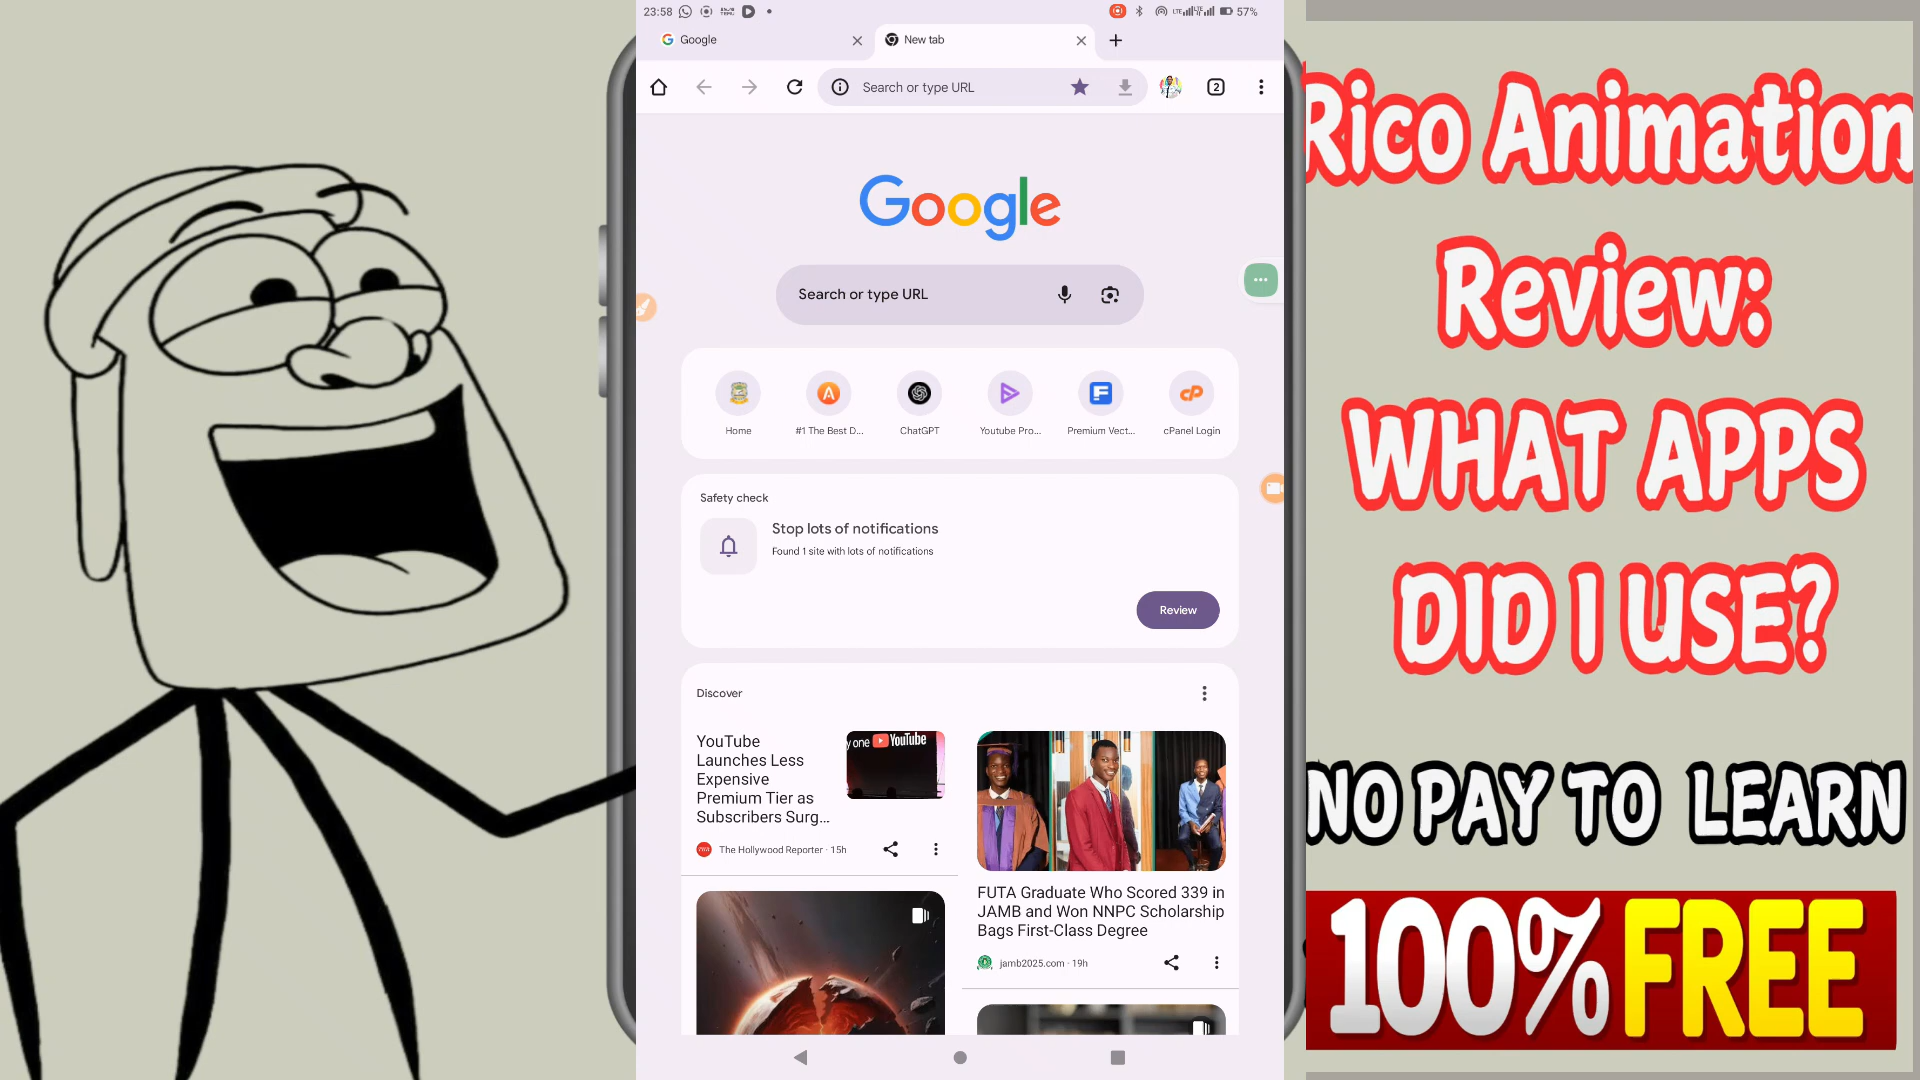 23:58
57%
Google
New tab
Search or type URL
2
Google
Search or type URL
Home
#1 The Best D...
ChatGPT
Youtube Pro...
Premium Vect...
cPanel Login
Safety check
Stop lots of notifications
Found 1 site with lots of notifications
Review
Discover
YouTube
Launches Less
Expensive
Premium Tier as
Subscribers Surg...
y one YouTube
The Hollywood Reporter · 15h
FUTA Graduate Who Scored 339 in
JAMB and Won NNPC Scholarship
Bags First-Class Degree
jamb2025.com · 19h
Rico Animation
Review:
WHAT APPS
DID I USE?
NO PAY TO LEARN
100% FREE